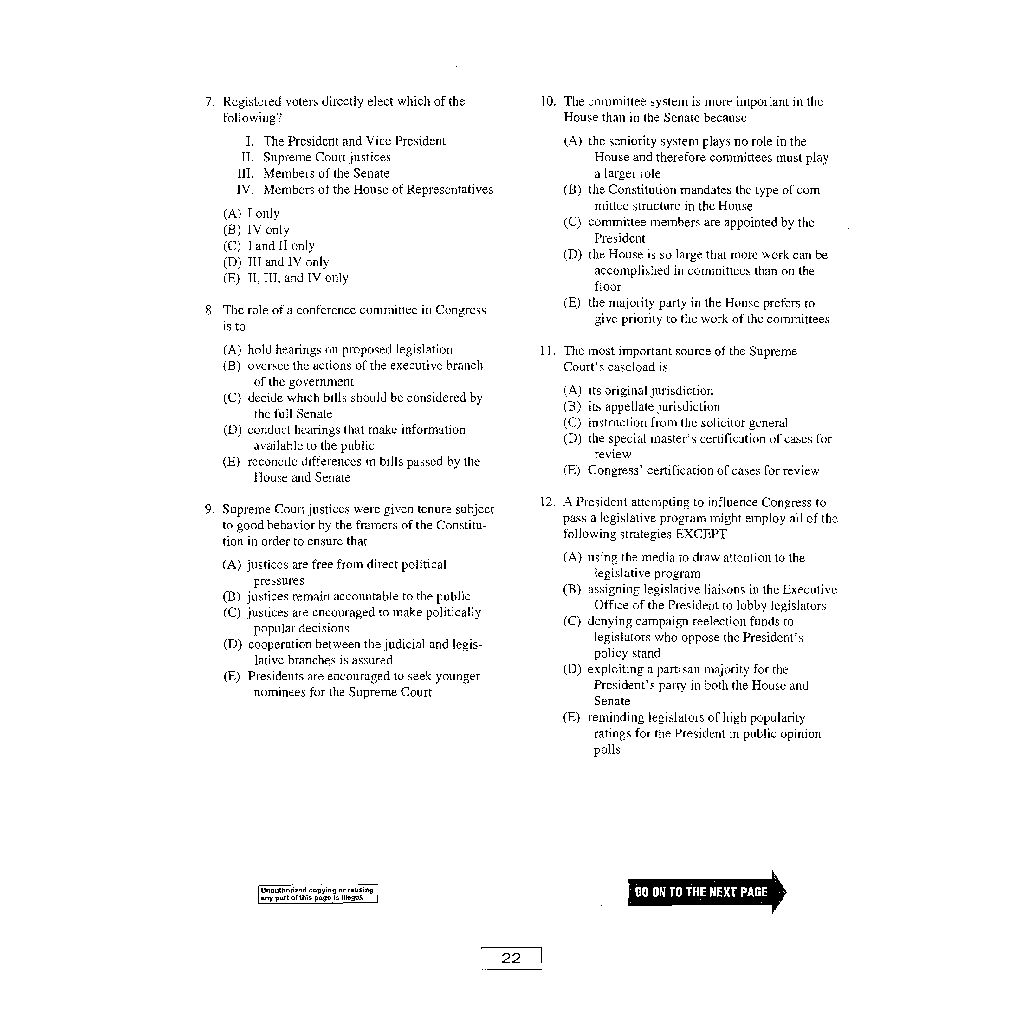 7. Registered voters directly elect which of the
following?
I. The President and Vice President
II. Supreme Court justices
III. Members of the Senate
IV. Members of the House of Representatives
(A) I only
(B) IV only
(C) I and II only
(D) III and IV only
(E) II, III, and IV only
8 The role of a conference committee in Congress
is to
(A) hold hearings on proposed legislation
(B) oversee the actions of the executive branch
of the government
(C) decide which bills should be considered by
the full Senate
(D) conduct hearings that make information
available to the public
(E) reconcile differences in bills passed by the
House and Senate
9. Supreme Court justices were given tenure subject
to good behavior by the framers of the Constitu-
tion in order to ensure that
(A) justices are free from direct political
pressures
(B) justices remain accountable to the public
(C) justices are encouraged to make politically
popular decisions
(D) cooperation between the judicial and legis-
lative branches is assured
(E) Presidents are encouraged to seek younger
nominees for the Supreme Court
10. The committee system is more important in the
House than in the Senate because
(A) the seniority system plays no role in the
House and therefore committees must play
a larger role
(B) the Constitution mandates the type of com
mittee structure in the House
(C) committee members are appointed by the
President
(D) the House is so large that more work can be
accomplished in committees than on the
floor
(E) the majority party in the House prefers to
give priority to the work of the committees
11. The most important source of the Supreme
Court's caseload is
(A) its original jurisdiction
(B) its appellate jurisdiction
(C) instruction from the solicitor general
(D) the special master's certification of cases for
review
(E) Congress' certification of cases for review
12. A President attempting to influence Congress to
pass a legislative program might employ all of the
following strategies EXCEPT
(A) using the media to draw attention to the
legislative program
(B) assigning legislative liaisons in the Executive
Office of the President to lobby legislators
(C) denying campaign reelection funds to
legislators who oppose the President's
policy stand
(D) exploiting a partisan majority for the
President's party in both the House and
Senate
(E) reminding legislators of high popularity
ratings for the President in public opinion
polls
Unauthorized copying or reusing
any part of this page is illegal.
GO ON TO THE NEXT PAGE
22